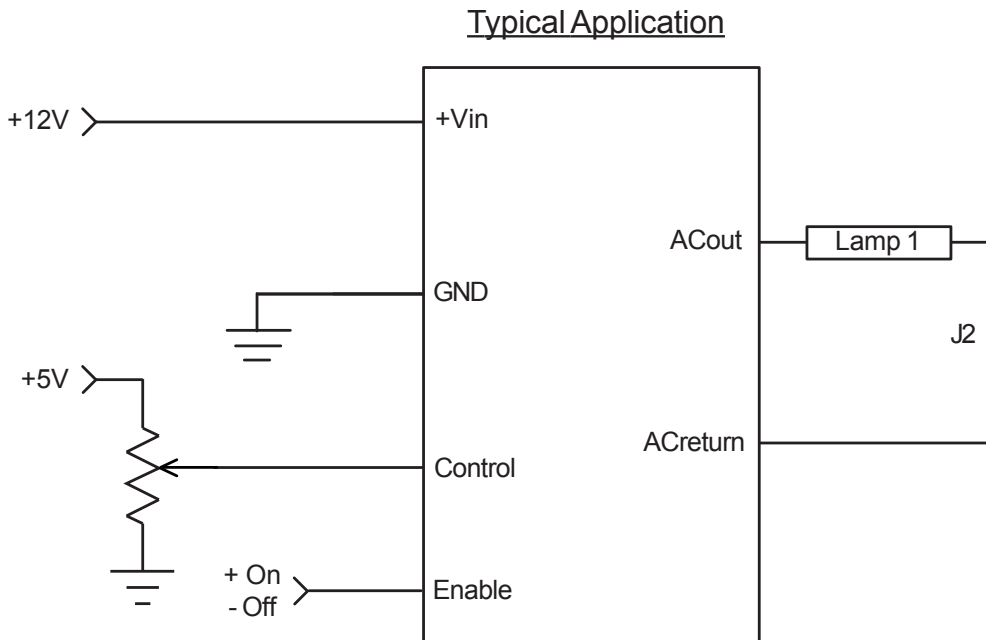 Typical Application
+12V
+Vin
ACout
Lamp 1
GND
J2
+5V
ACreturn
Control
+ On
- Off
Enable